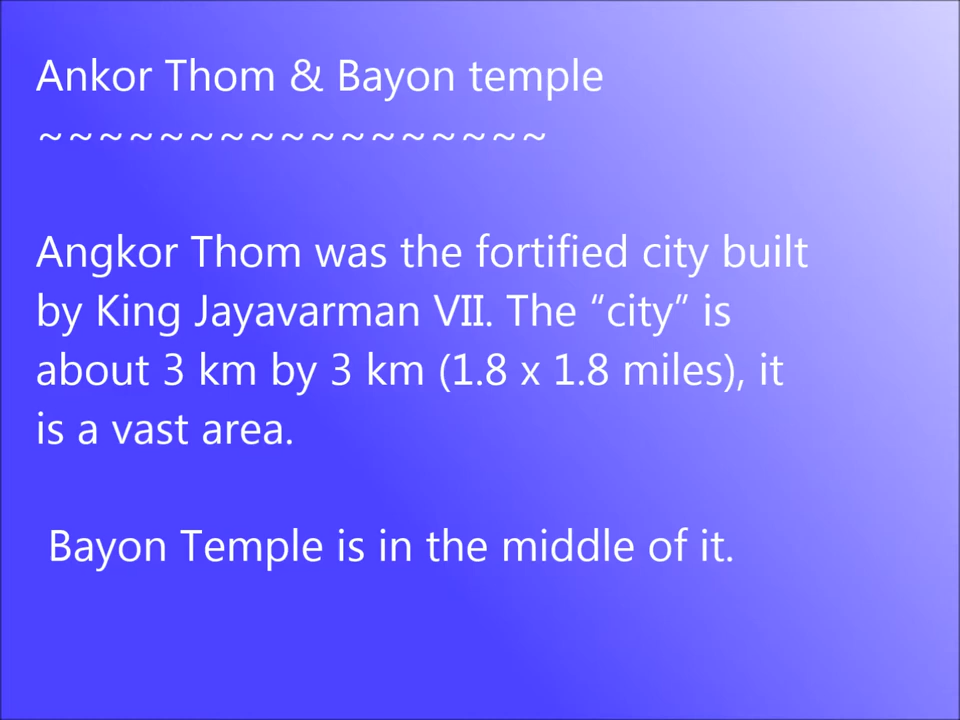 Ankor Thom & Bayon temple
~~~~~~~~~~~~~~~~~
Angkor Thom was the fortified city built
by King Jayavarman VII. The “city” is
about 3 km by 3 km (1.8 x 1.8 miles), it
is a vast area.
Bayon Temple is in the middle of it.